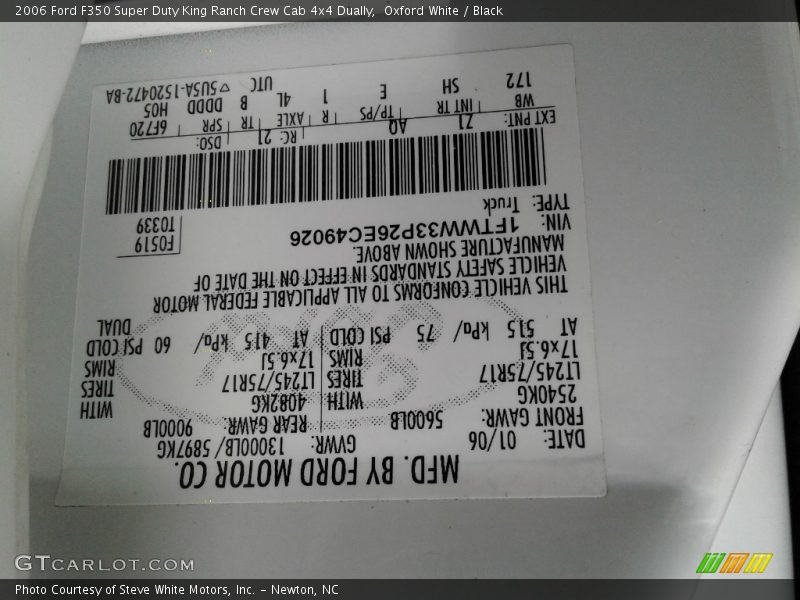 2006 Ford F350 Super Duty King Ranch Crew Cab 4x4 Dually,  Oxford White / Black
MFD. BY FORD MOTOR CO.
DATE: 01/06 GVWR: 13000LB/ 5897KG
FRONT GAWR: 5600LB REAR GAWR: 9000LB
2540KG WITH 4082KG WITH
LT245/75R17 TIRES LT245/75R17 TIRES
17x6.5J RIMS 17x6.5J RIMS
AT 515 kPa/ 75 PSI COLD AT 415 kPa/ 60 PSI COLD
DUAL
THIS VEHICLE CONFORMS TO ALL APPLICABLE FEDERAL MOTOR
VEHICLE SAFETY STANDARDS IN EFFECT ON THE DATE OF
MANUFACTURE SHOWN ABOVE.
VIN: 1FTWW33P26EC49026
TYPE: Truck
F0519
T0339
EXT PNT: Z1 AQ RC: 21 DSO:
WB INT TR TP/PS R AXLE TR SPR 6F720
172 SH E 1 4L B DDDD H05
UTC ▽5U5A-1520472-BA
GTCARLOT.COM
Photo Courtesy of Steve White Motors, Inc. – Newton, NC